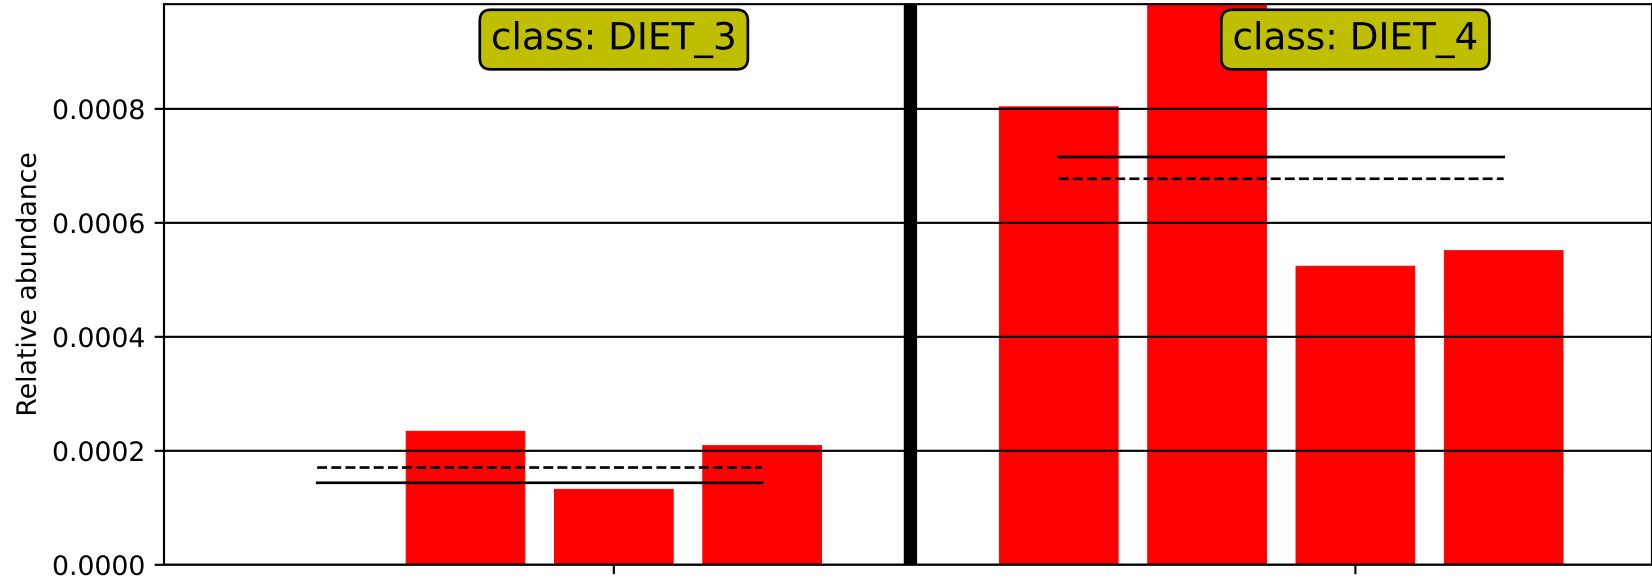 class: DIET_3
class: DIET_4
Relative abundance
0.0008
0.0006
0.0004
0.0002
0.0000